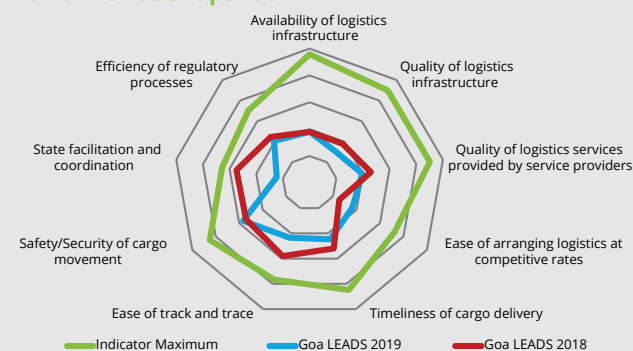 Availability of logistics
infrastructure
Quality of logistics
infrastructure
Efficiency of regulatory
processes
State facilitation and
coordination
Quality of logistics services
provided by service providers
Safety/Security of cargo
movement
Ease of arranging logistics at
competitive rates
Ease of track and trace
Timeliness of cargo delivery
Indicator Maximum
Goa LEADS 2019
Goa LEADS 2018